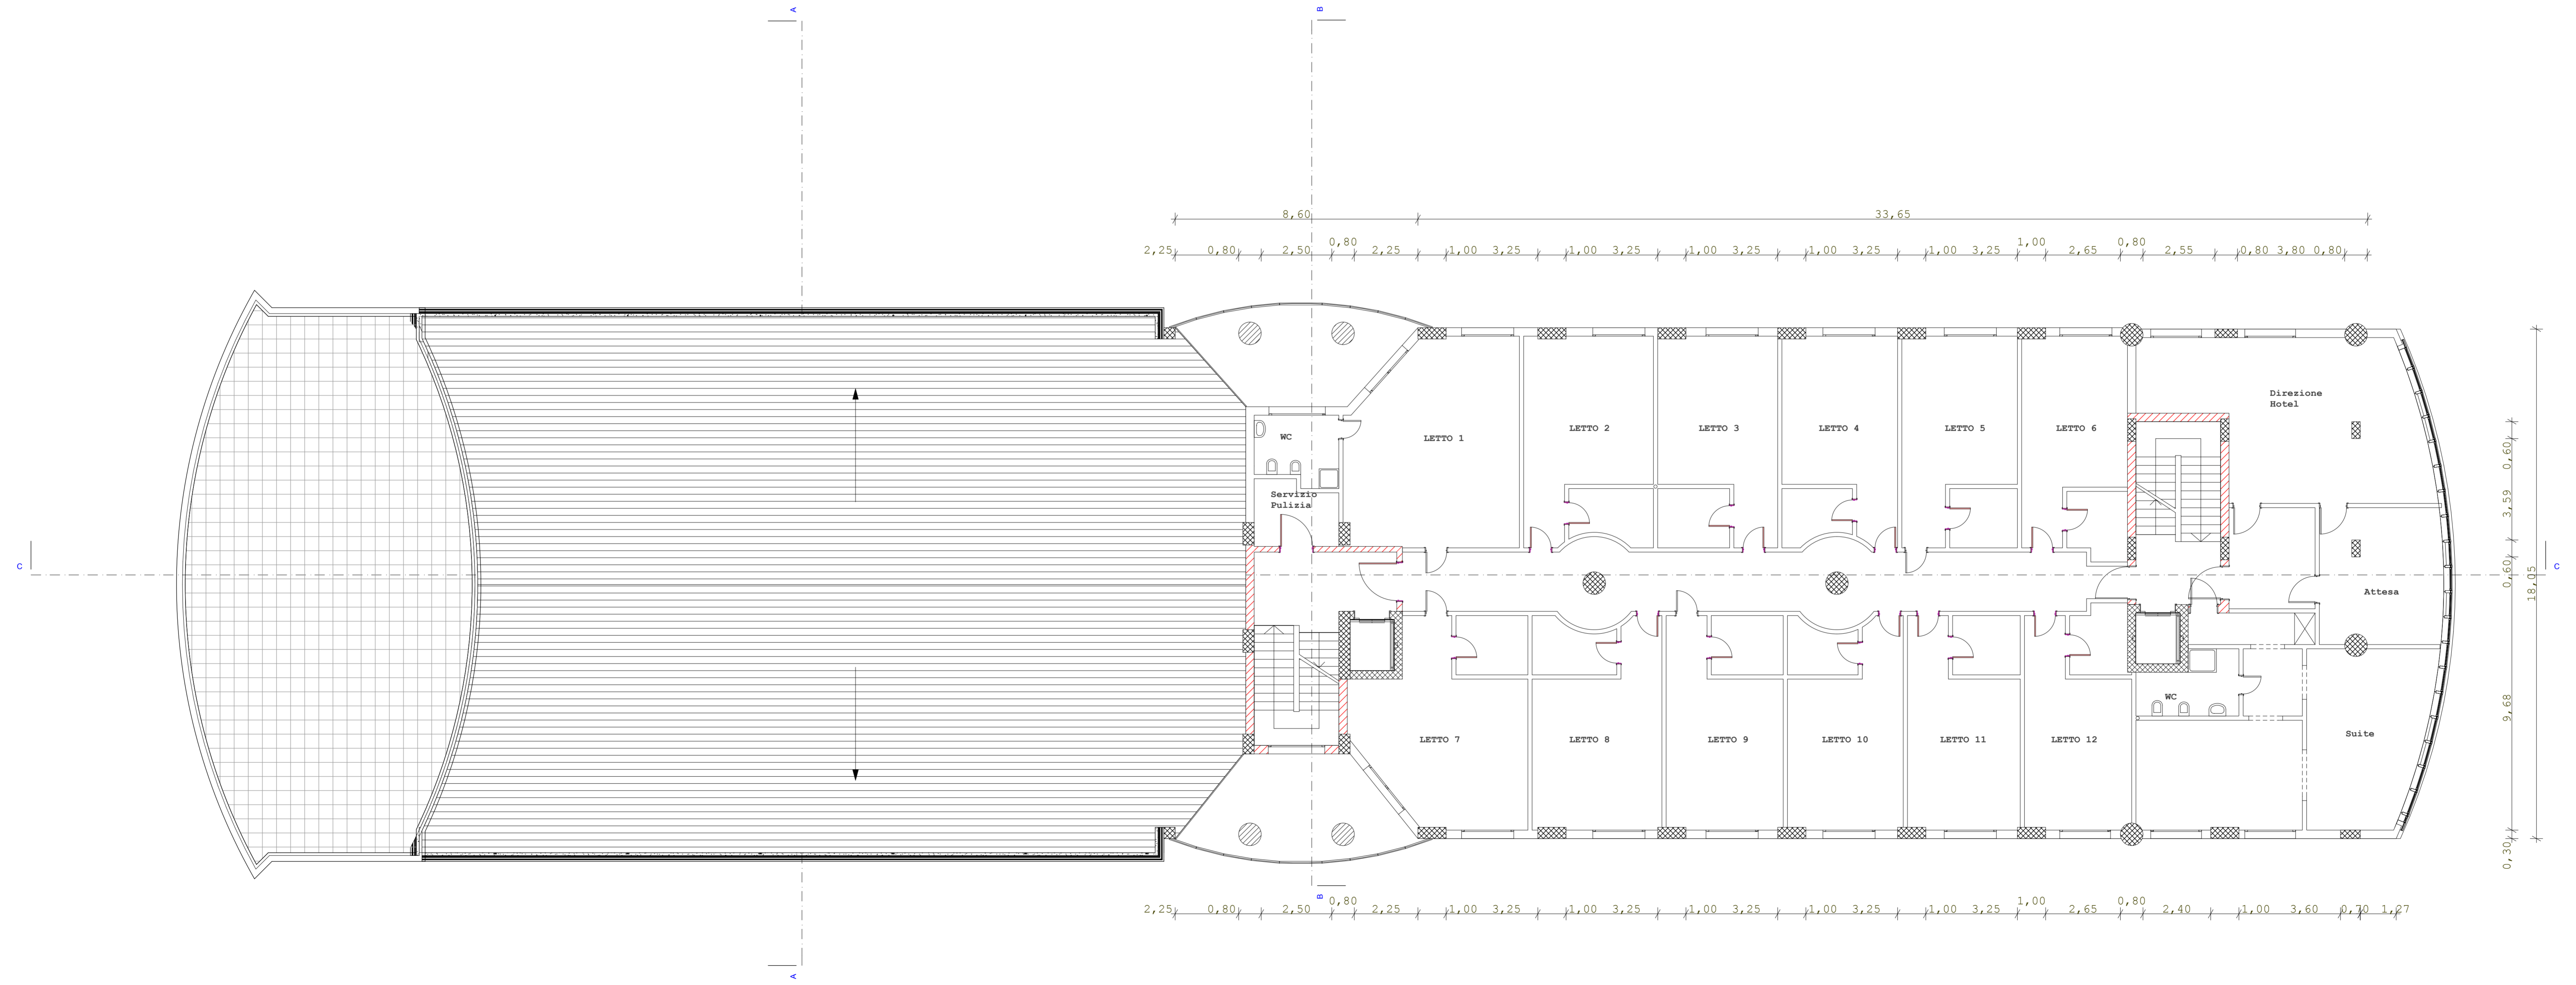 A B
8,60 33,65
0,80 1,00 0,80
2,25 0,80 2,50 2,25 1,00 3,25 1,00 3,25 1,00 3,25 1,00 3,25 1,00 3,25 2,65 2,55 0,80 3,80 0,80
Direzione
Hotel
LETTO 2 LETTO 3 LETTO 4 LETTO 5 LETTO 6
WC LETTO 1
0,60
Servizio
Pulizia
3,59
C C
0,60
18,05
Attesa
WC
9,68
Suite
LETTO 7 LETTO 8 LETTO 9 LETTO 10 LETTO 11 LETTO 12
0,30
B
0,80 1,00 0,80
2,25 0,80 2,50 2,25 1,00 3,25 1,00 3,25 1,00 3,25 1,00 3,25 1,00 3,25 2,65 2,40 1,00 3,60 0,70 1,27
A